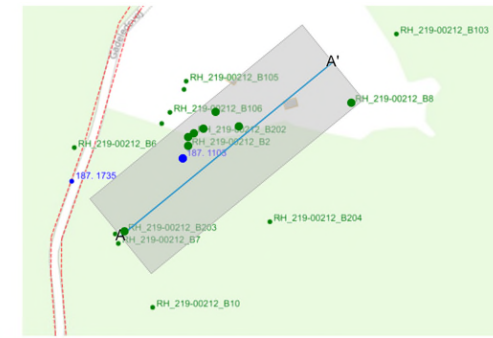 RH_219-00212_B103
A'
RH_219-00212_B105
RH_219-00212_B8
RH_219-00212_B106
RH_219-00212_B202
RH_219-00212_B6
RH_219-00212_B2
187. 1103
187. 1735
RH_219-00212_B204
RH_219-00212_B203
A
RH_219-00212_B7
RH_219-00212_B10